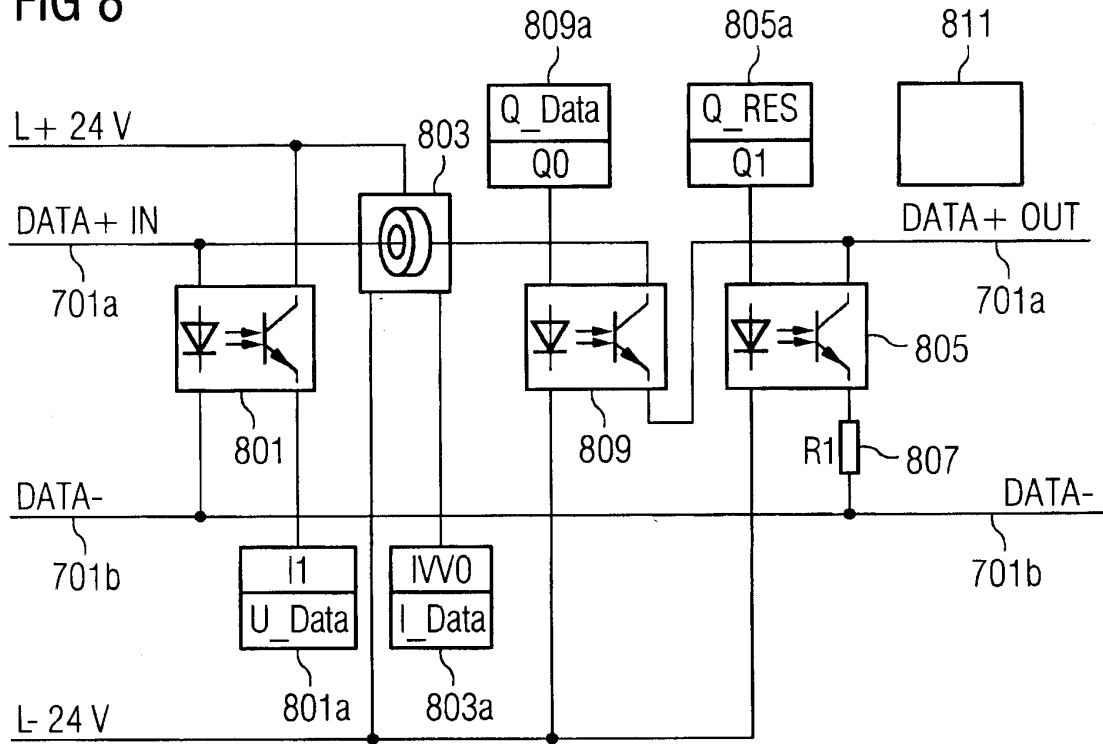 FIG 8
809a
805a
811
Q_Data
Q_RES
L+ 24 V
803
Q0
Q1
DATA+ IN
DATA+ OUT
701a
701a
805
801
809
R1
807
DATA-
DATA-
701b
701b
I1
IVV0
U_Data
I_Data
801a
803a
L- 24 V